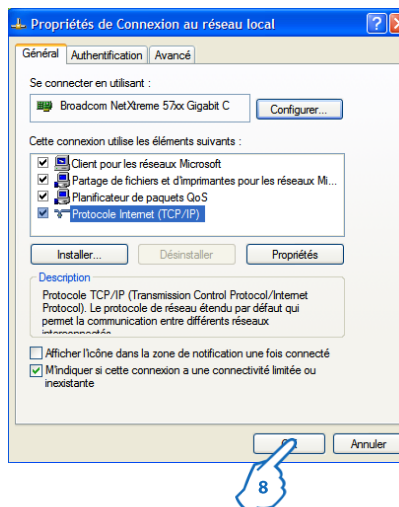 Propriétés de Connexion au réseau local
Général Authentification Avancé
Se connecter en utilisant :
Broadcom NetXtreme 57xx Gigabit C
Configurer...
Cette connexion utilise les éléments suivants :
Client pour les réseaux Microsoft
Partage de fichiers et d'imprimantes pour les réseaux Mi...
Planificateur de paquets QoS
Protocole Internet (TCP/IP)
Installer... Désinstaller Propriétés
Description
Protocole TCP/IP (Transmission Control Protocol/Internet
Protocol). Le protocole de réseau étendu par défaut qui
permet la communication entre différents réseaux
Afficher l'icône dans la zone de notification une fois connecté
M'indiquer si cette connexion a une connectivité limitée ou
inexistante
Annuler
8